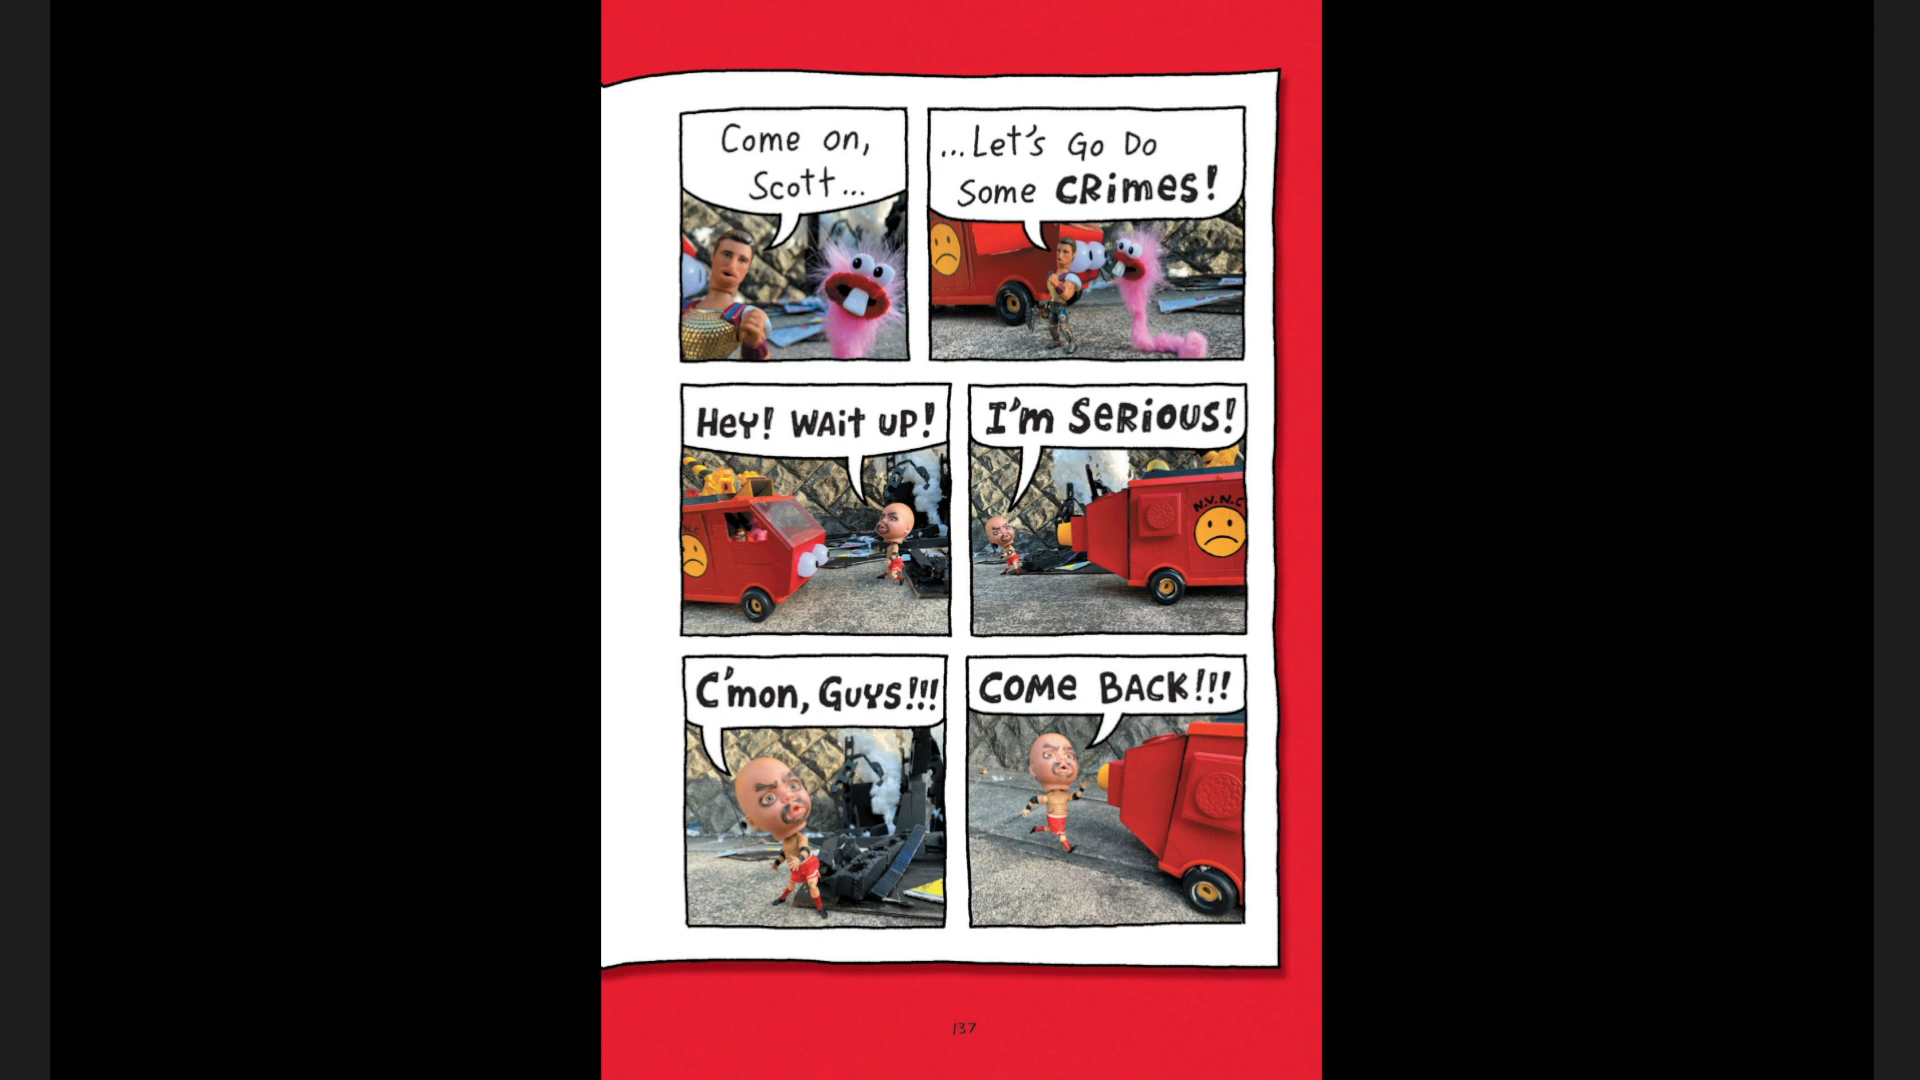 Come on,
Scott...
...Let's Go Do
Some CRimes!
Hey! Wait up!
I'm SeRious!
N.V.N.C
C'mon, Guys!!!
Come Back!!!
137